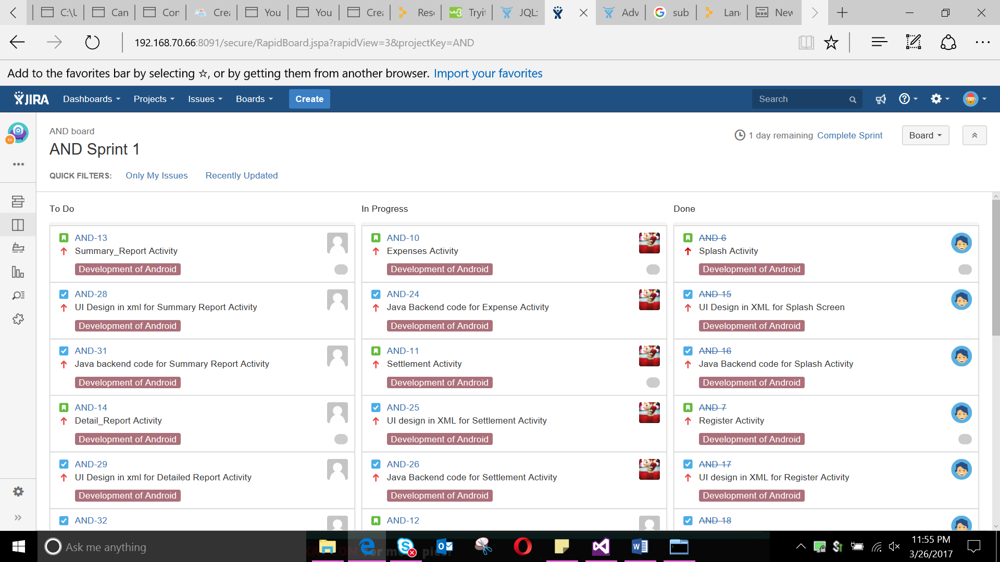 C:\U
Can
Con
Crea
You
You
Crea
Rese
Tryit
JQL:
Adv
sub
Lan
New
192.168.70.66:8091/secure/RapidBoard.jspa?rapidView=3&projectKey=AND
Add to the favorites bar by selecting ☆, or by getting them from another browser. Import your favorites
JIRA Dashboards Projects Issues Boards Create Search
AND board
AND Sprint 1
1 day remaining Complete Sprint Board
QUICK FILTERS: Only My Issues Recently Updated
To Do
AND-13
Summary_Report Activity
Development of Android
AND-28
UI Design in xml for Summary Report Activity
Development of Android
AND-31
Java backend code for Summary Report Activity
Development of Android
AND-14
Detail_Report Activity
Development of Android
AND-29
UI Design in xml for Detailed Report Activity
Development of Android
AND-32
In Progress
AND-10
Expenses Activity
Development of Android
AND-24
Java Backend code for Expense Activity
Development of Android
AND-11
Settlement Activity
Development of Android
AND-25
UI design in XML for Settlement Activity
Development of Android
AND-26
Java Backend code for Settlement Activity
Development of Android
AND-12
Done
AND-6
Splash Activity
Development of Android
AND-15
UI Design in XML for Splash Screen
Development of Android
AND-16
Java Backend code for Splash Activity
Development of Android
AND-7
Register Activity
Development of Android
AND-17
UI design in XML for Register Activity
Development of Android
AND-18
Ask me anything
11:55 PM
3/26/2017